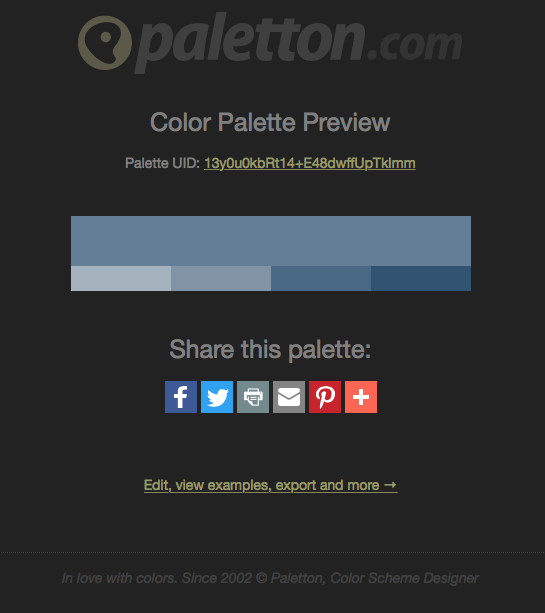 paletton.com
Color Palette Preview
Palette UID: 13y0u0kbRt14+E48dwffUpTklmm
Share this palette:
Edit, view examples, export and more →
In love with colors. Since 2002 © Paletton, Color Scheme Designer